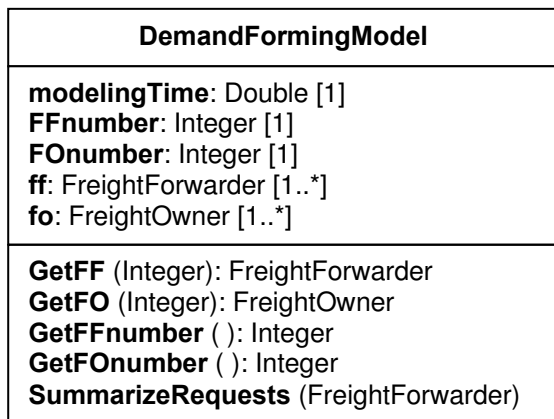 DemandFormingModel
modelingTime: Double [1]
FFnumber: Integer [1]
FOnumber: Integer [1]
ff: FreightForwarder [1..*]
fo: FreightOwner [1..*]
GetFF (Integer): FreightForwarder
GetFO (Integer): FreightOwner
GetFFnumber ( ): Integer
GetFOnumber ( ): Integer
SummarizeRequests (FreightForwarder)